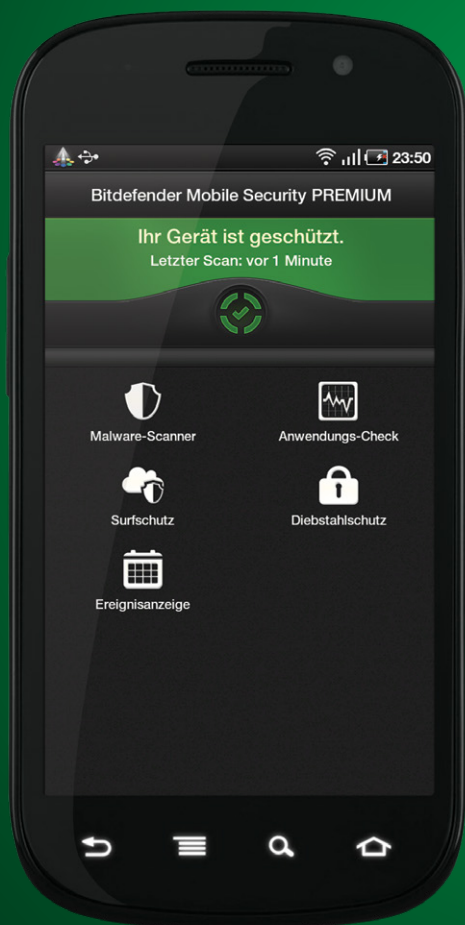 23:50
Bitdefender Mobile Security PREMIUM
Ihr Gerät ist geschützt.
Letzter Scan: vor 1 Minute
Malware-Scanner
Anwendungs-Check
Surfschutz
Diebstahlschutz
Ereignisanzeige